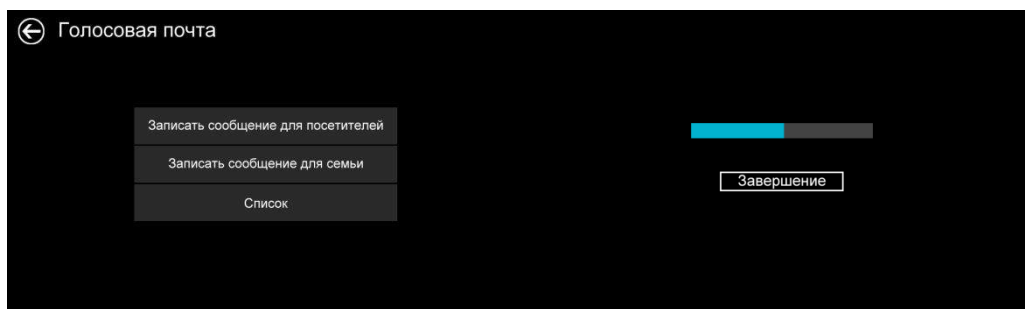 Голосовая почта
Записать сообщение для посетителей
Записать сообщение для семьи
Список
Завершение